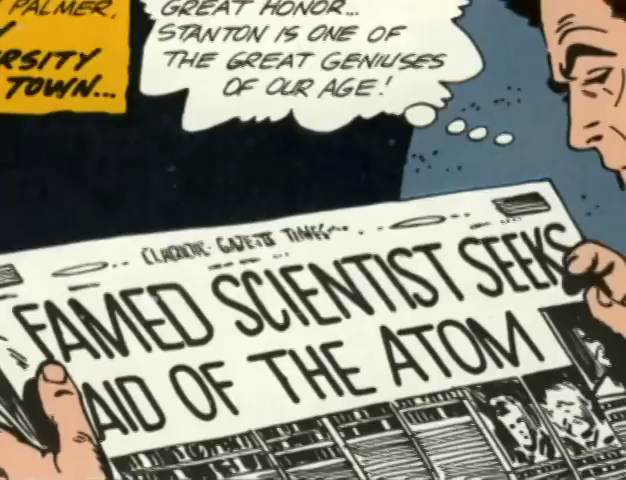 PALMER,
RSITY
TOWN...
GREAT HONOR...
STANTON IS ONE OF
THE GREAT GENIUSES
OF OUR AGE!
FAMED SCIENTIST SEEKS
AID OF THE ATOM